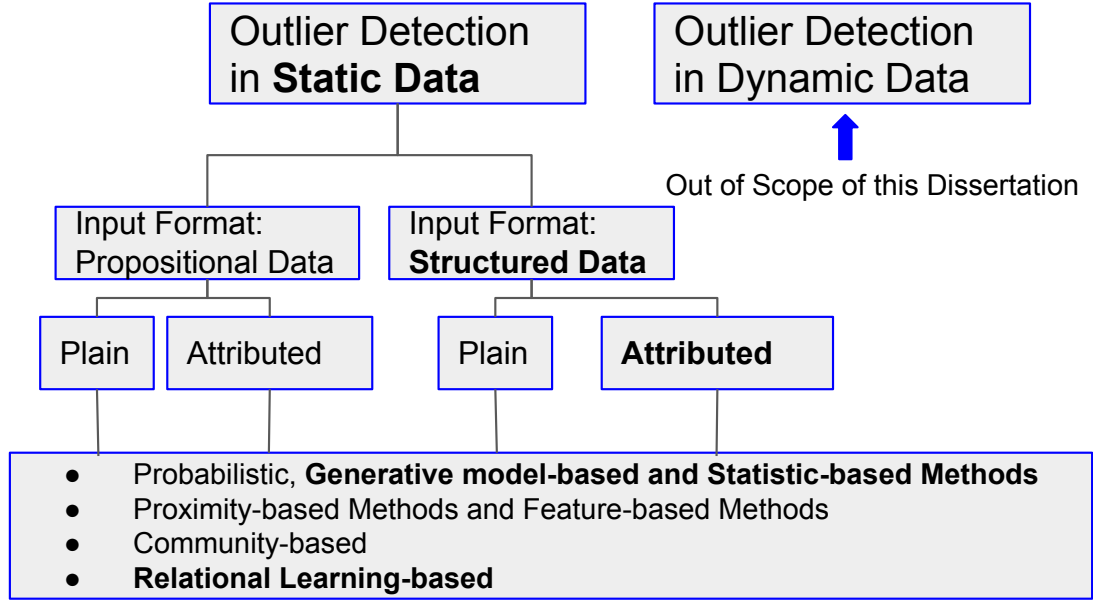 Outlier Detection
in Static Data
Outlier Detection
in Dynamic Data
Out of Scope of this Dissertation
Input Format:
Propositional Data
Input Format:
Structured Data
Plain
Attributed
Plain
Attributed
● Probabilistic, Generative model-based and Statistic-based Methods
● Proximity-based Methods and Feature-based Methods
● Community-based
● Relational Learning-based